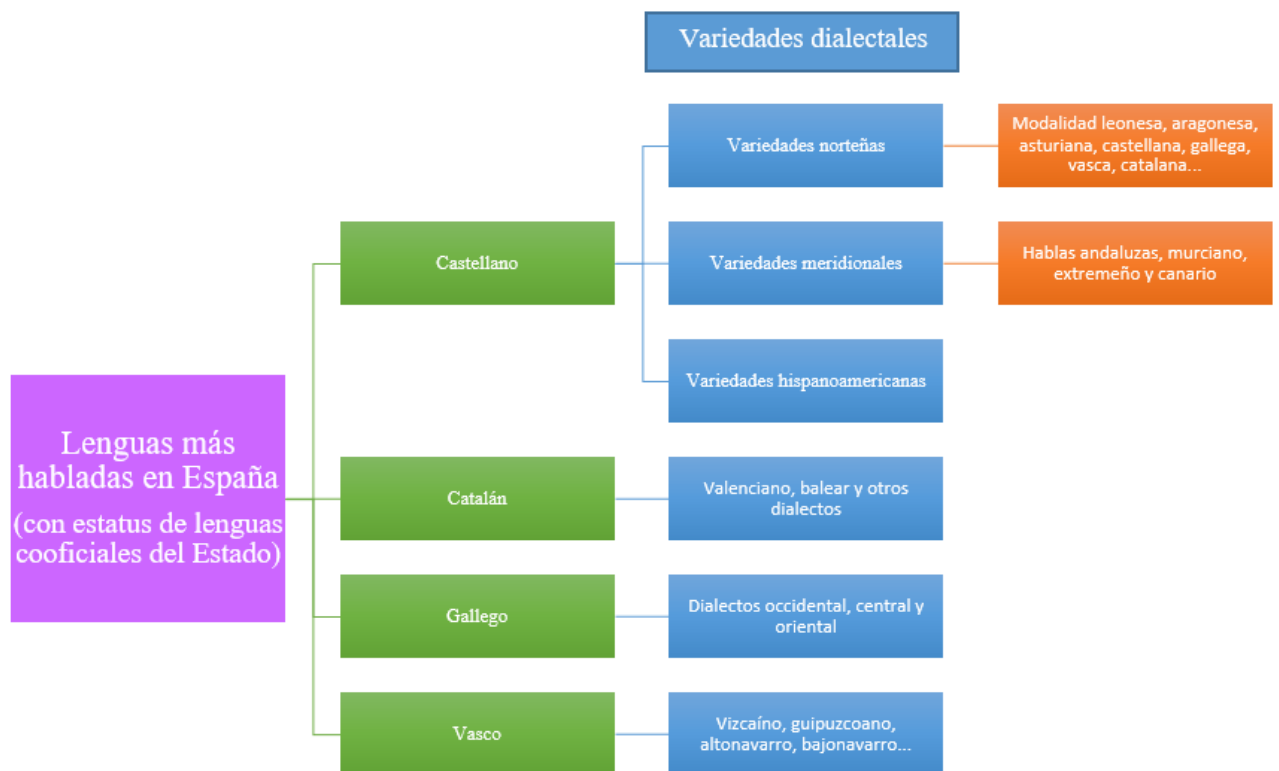 Variedades dialectales
Variedades norteñas
Modalidad leonesa, aragonesa,
asturiana, castellana, gallega,
vasca, catalana...
Castellano
Variedades meridionales
Hablas andaluzas, murciano,
extremeño y canario
Variedades hispanoamericanas
Lenguas más
habladas en España
(con estatus de lenguas
cooficiales del Estado)
Catalán
Valenciano, balear y otros
dialectos
Gallego
Dialectos occidental, central y
oriental
Vasco
Vizcaíno, guipuzcoano,
altonavarro, bajonavarro...